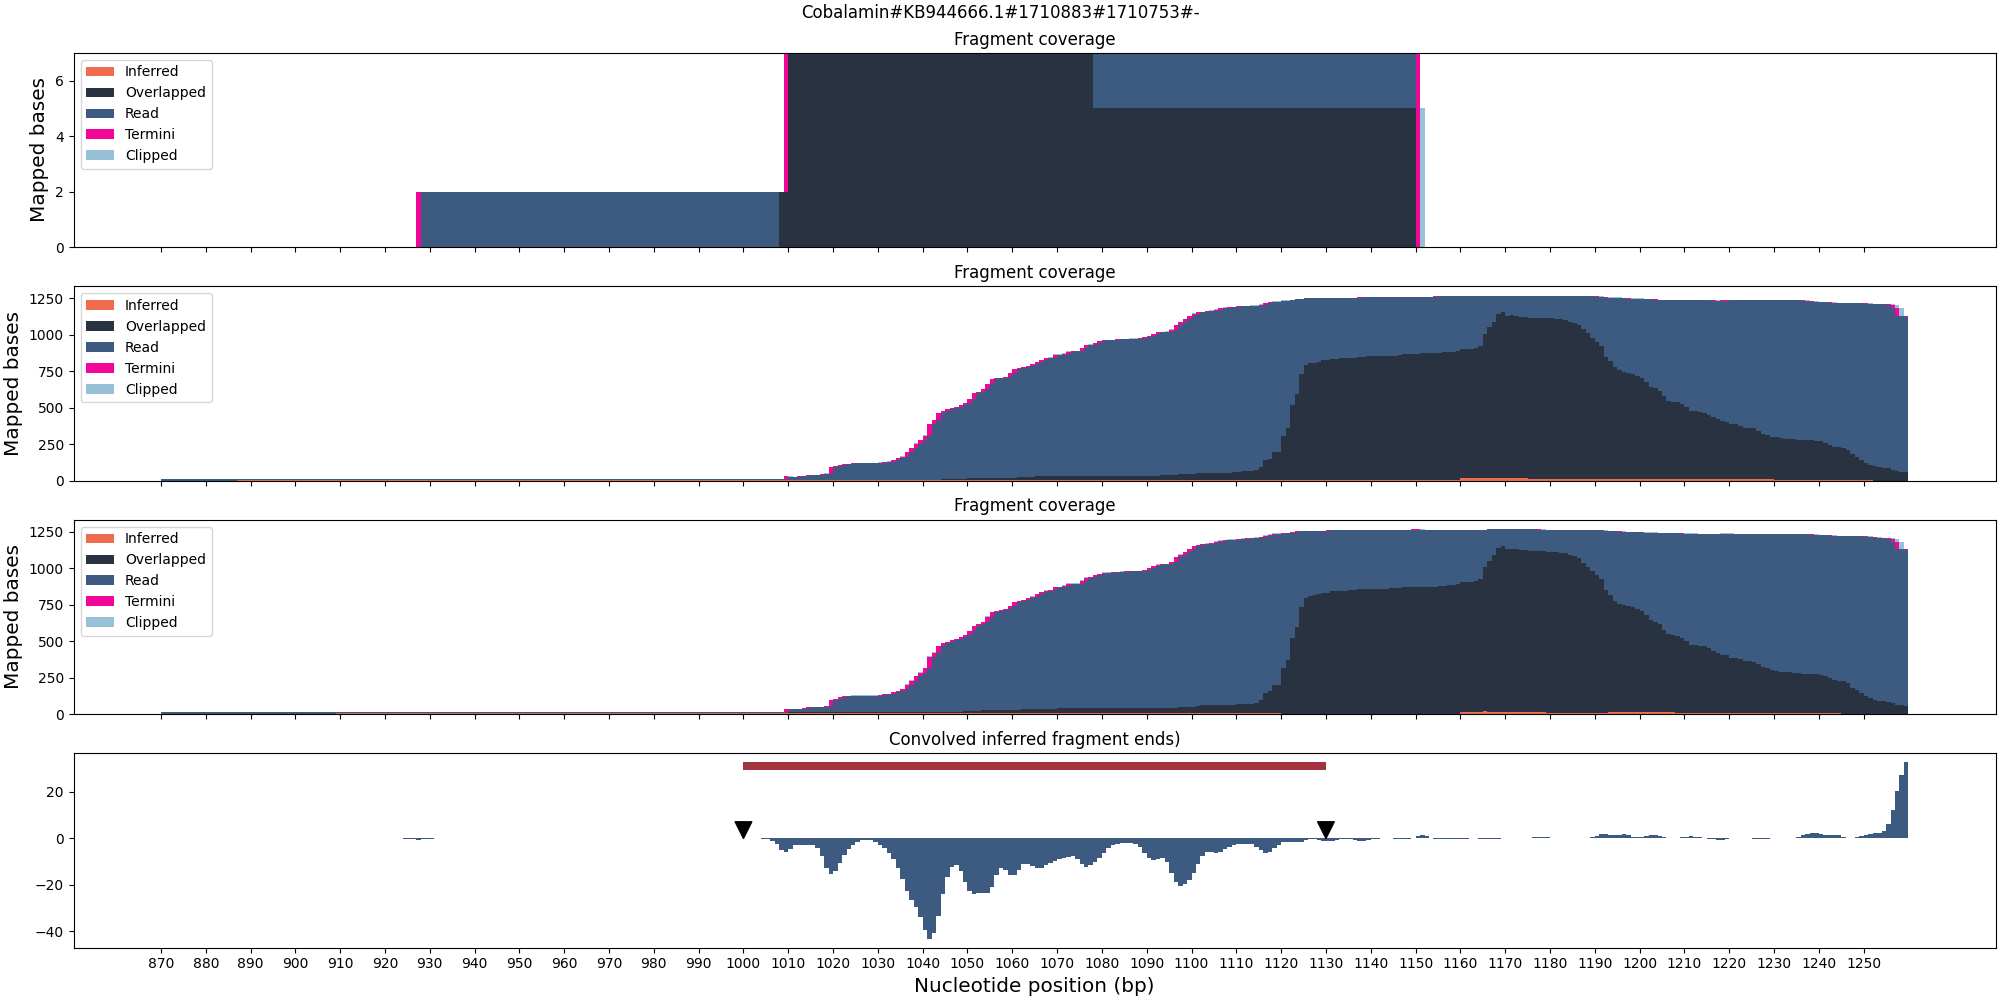 Cobalamin#KB944666.1#1710883#1710753#-
Fragment coverage
Mapped bases
6
4
2
0
Inferred
Overlapped
Read
Termini
Clipped
Fragment coverage
Mapped bases
1250
1000
750
500
250
0
Inferred
Overlapped
Read
Termini
Clipped
Fragment coverage
Mapped bases
1250
1000
750
500
250
0
Inferred
Overlapped
Read
Termini
Clipped
Convolved inferred fragment ends)
20
0
−20
−40
870 880 890 900 910 920 930 940 950 960 970 980 990 1000 1010 1020 1030 1040 1050 1060 1070 1080 1090 1100 1110 1120 1130 1140 1150 1160 1170 1180 1190 1200 1210 1220 1230 1240 1250
Nucleotide position (bp)